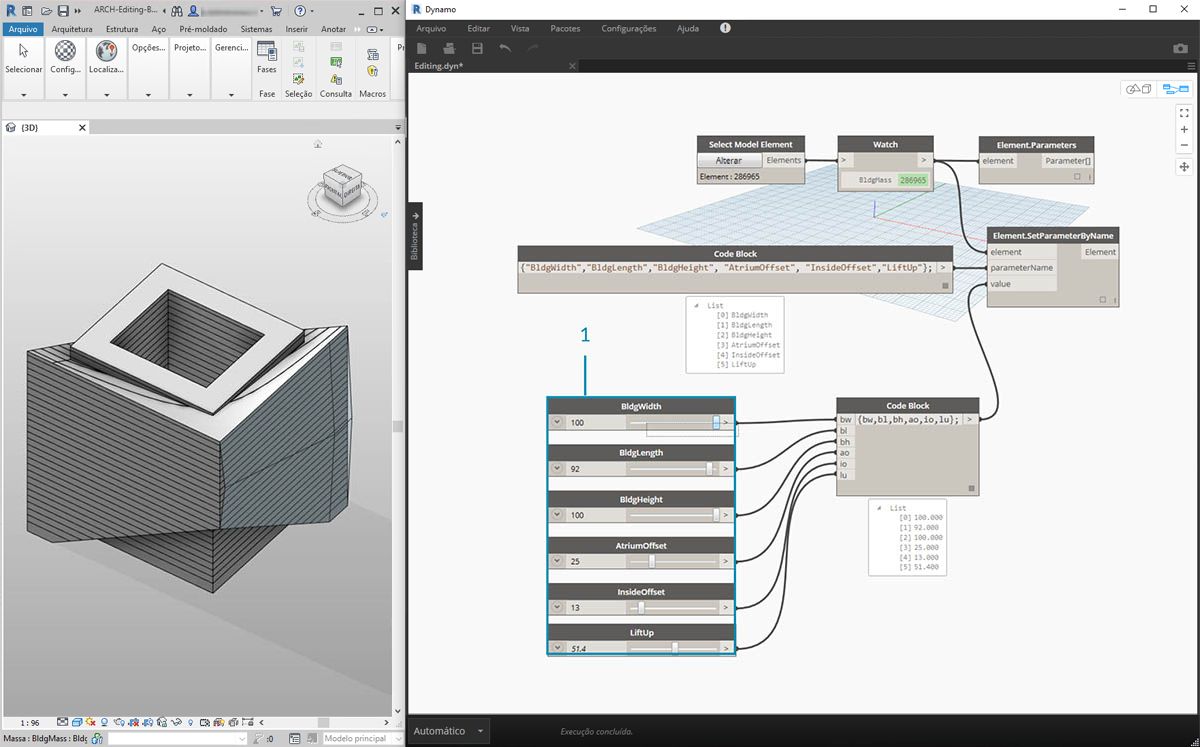 ARCH-Editing-B...
Arquivo Arquitetura Estrutura Aço Pré-moldado Sistemas Inserir Anotar
Selecionar Config... Localiza... Opções... Projeto... Gerenci... Fases
Fase Seleção Consulta Macros
{3D}
SUPERIOR
FRONTAL
DIREITA
1 : 96
Massa : BldgMass : Bldg
:0
Modelo principal
Dynamo
Arquivo Editar Vista Pacotes Configurações Ajuda
Editing.dyn*
Biblioteca
Select Model Element
Alterar Elements
Element : 286965
Watch
> >
BldgMass 286965
Element.Parameters
element Parameter[]
Element.SetParameterByName
element Element
parameterName
value
Code Block
{"BldgWidth","BldgLength","BldgHeight", "AtriumOffset", "InsideOffset","LiftUp"}; >
List
[0] BldgWidth
[1] BldgLength
[2] BldgHeight
[3] AtriumOffset
[4] InsideOffset
[5] LiftUp
1
BldgWidth
100 >
BldgLength
92 >
BldgHeight
100 >
AtriumOffset
25 >
InsideOffset
13 >
LiftUp
51.4 >
Code Block
bw {bw,bl,bh,ao,io,lu}; >
bl
bh
ao
io
lu
List
[0] 100.000
[1] 92.000
[2] 100.000
[3] 25.000
[4] 13.000
[5] 51.400
Automático
Execução concluída.